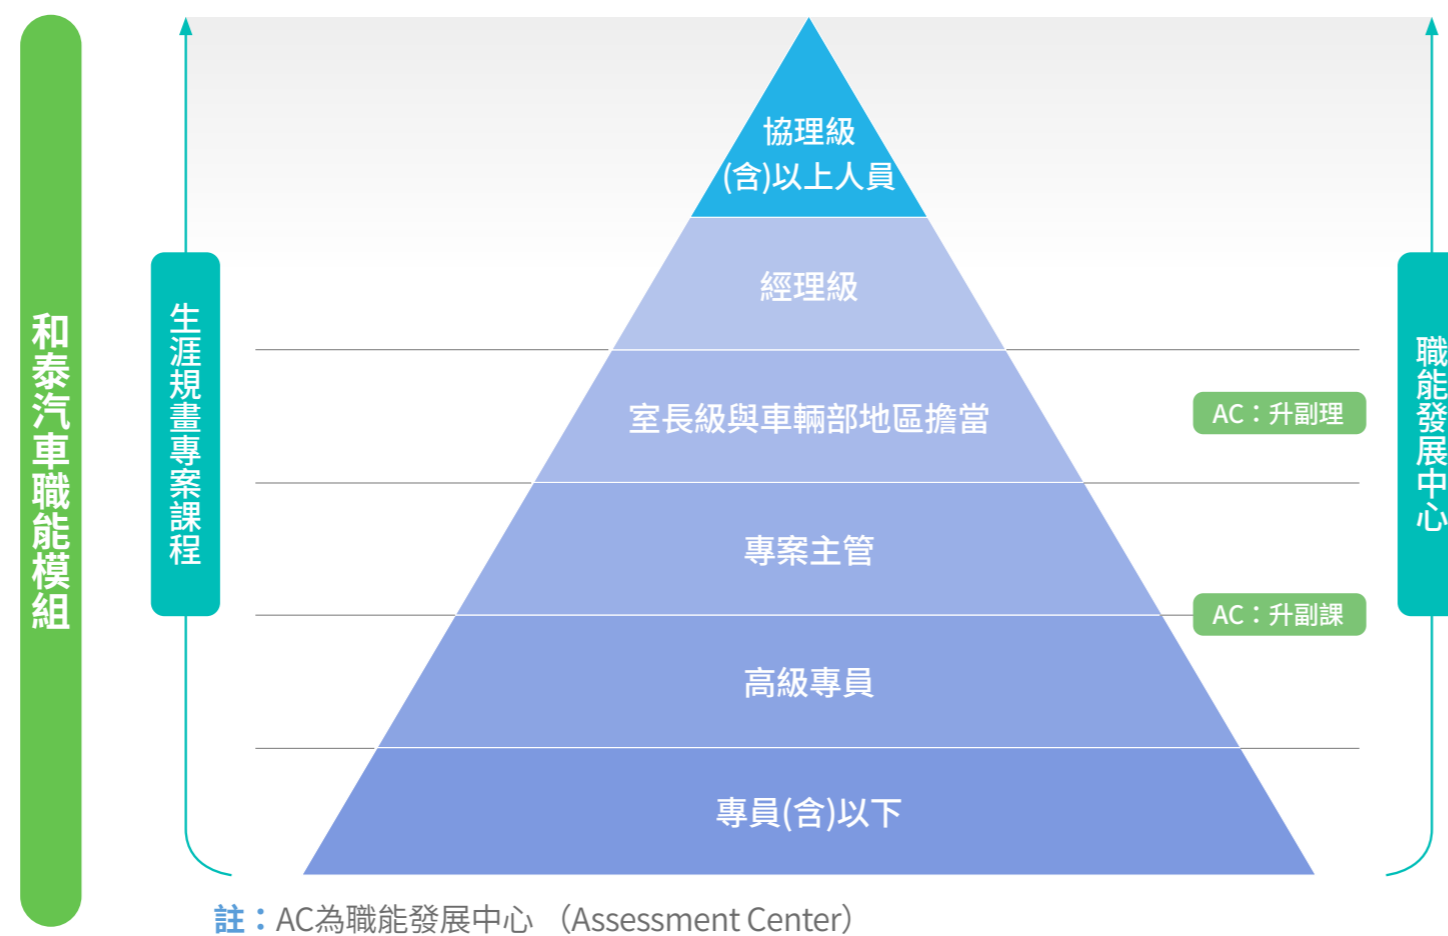 和泰汽車職能模組
生涯規畫專案課程
協理級
(含)以上人員
經理級
室長級與車輛部地區擔當
AC：升副理
專案主管
AC：升副課
高級專員
專員(含)以下
職能發展中心
註：AC為職能發展中心 （Assessment Center）